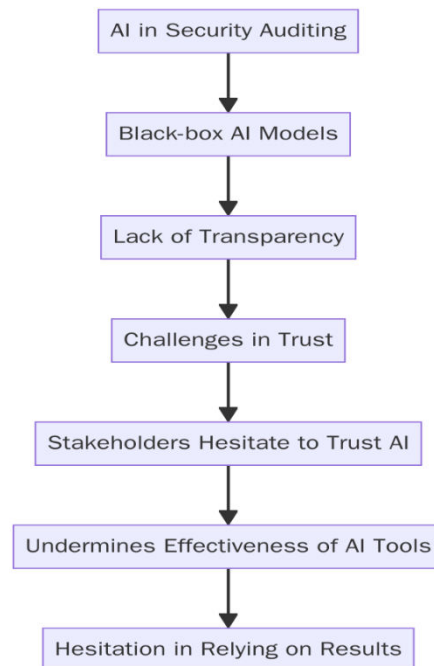 AI in Security Auditing
Black-box AI Models
Lack of Transparency
Challenges in Trust
Stakeholders Hesitate to Trust AI
Undermines Effectiveness of AI Tools
Hesitation in Relying on Results